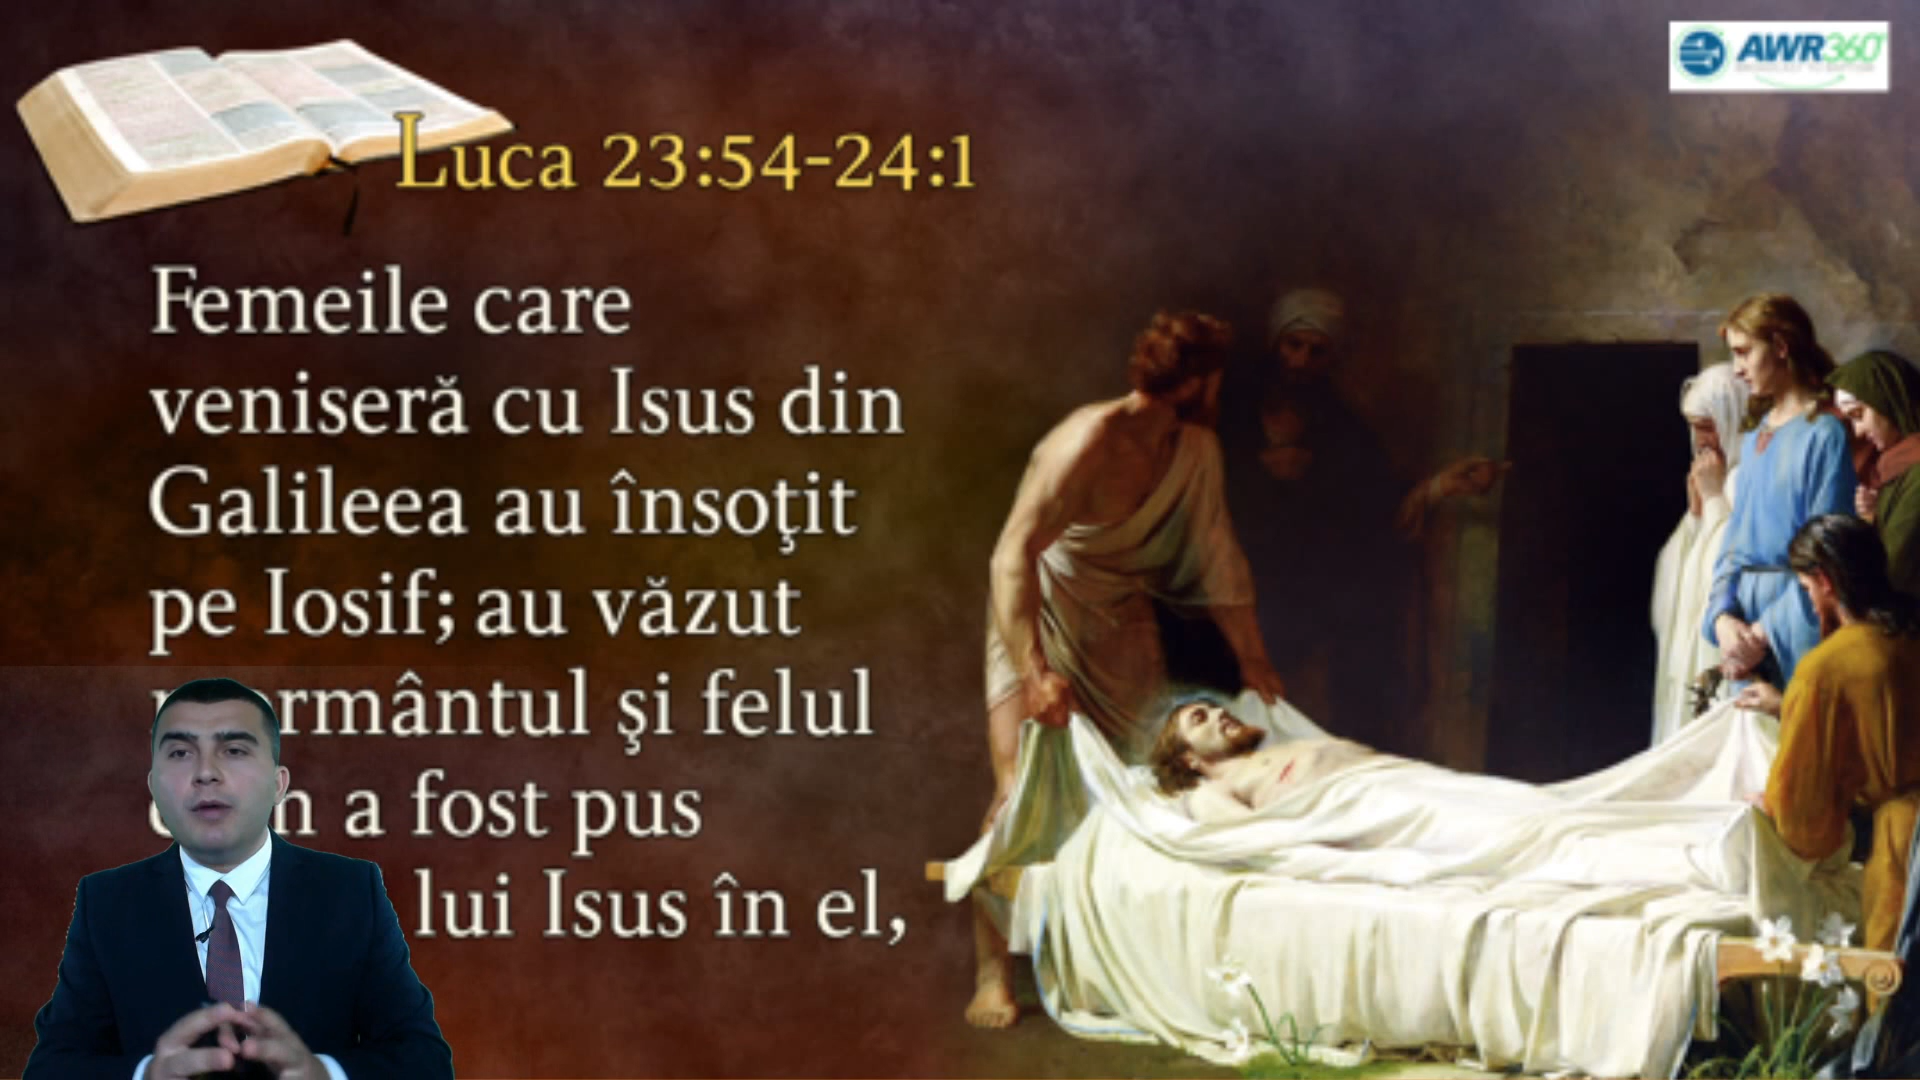 AWR360°
Luca 23:54-24:1
Femeile care
veniseră cu Isus din
Galileea au însoţit
pe Iosif; au văzut
şi felul
a fost pus
lui Isus în el,